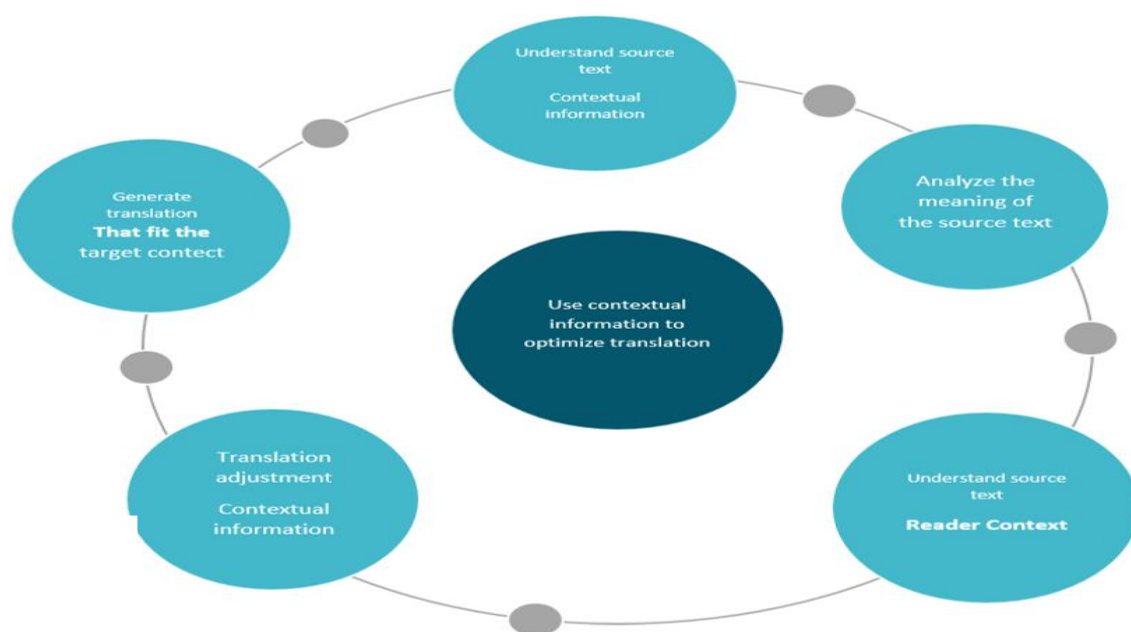 Understand source
text
Contextual
information
Analyze the
meaning of
the source text
Understand source
text
Reader Context
Translation
adjustment
Contextual
information
Generate
translation
That fit the
target contect
Use contextual
information to
optimize translation